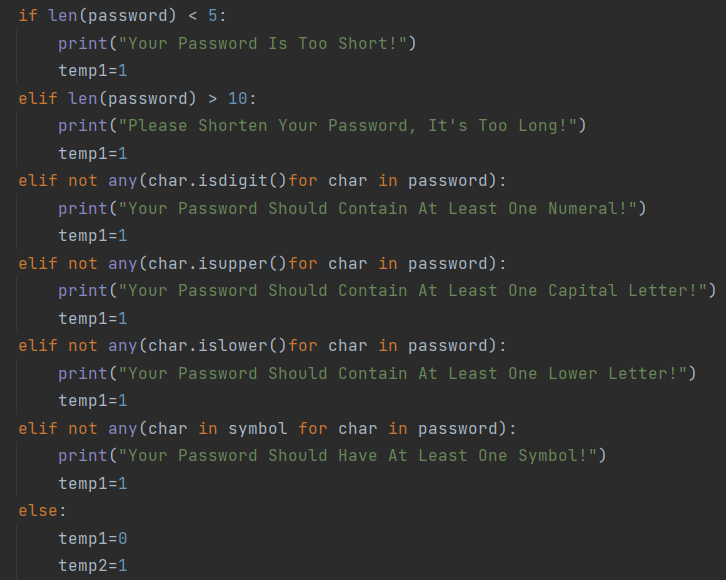 if len(password) < 5:
    print("Your Password Is Too Short!")
    temp1=1
elif len(password) > 10:
    print("Please Shorten Your Password, It's Too Long!")
    temp1=1
elif not any(char.isdigit()for char in password):
    print("Your Password Should Contain At Least One Numeral!")
    temp1=1
elif not any(char.isupper()for char in password):
    print("Your Password Should Contain At Least One Capital Letter!")
    temp1=1
elif not any(char.islower()for char in password):
    print("Your Password Should Contain At Least One Lower Letter!")
    temp1=1
elif not any(char in symbol for char in password):
    print("Your Password Should Have At Least One Symbol!")
    temp1=1
else:
    temp1=0
    temp2=1